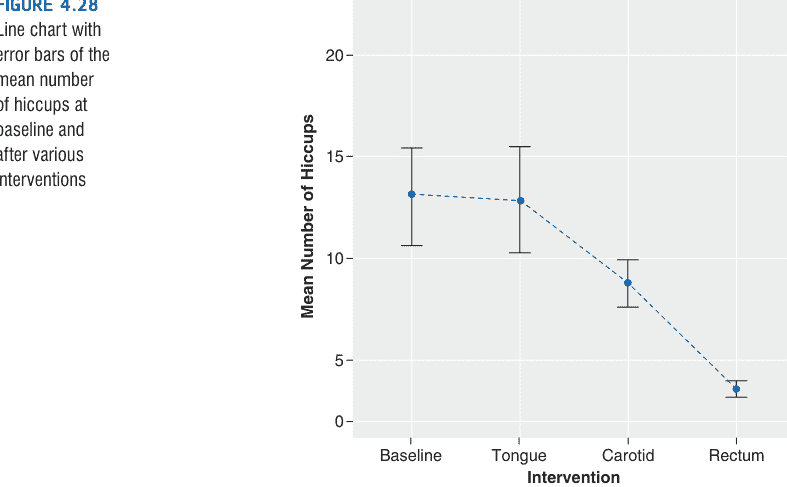 FIGURE 4.28
Line chart with
error bars of the
mean number
of hiccups at
baseline and
after various
interventions
20
15
10
5
0
Mean Number of Hiccups
Baseline Tongue Carotid Rectum
Intervention